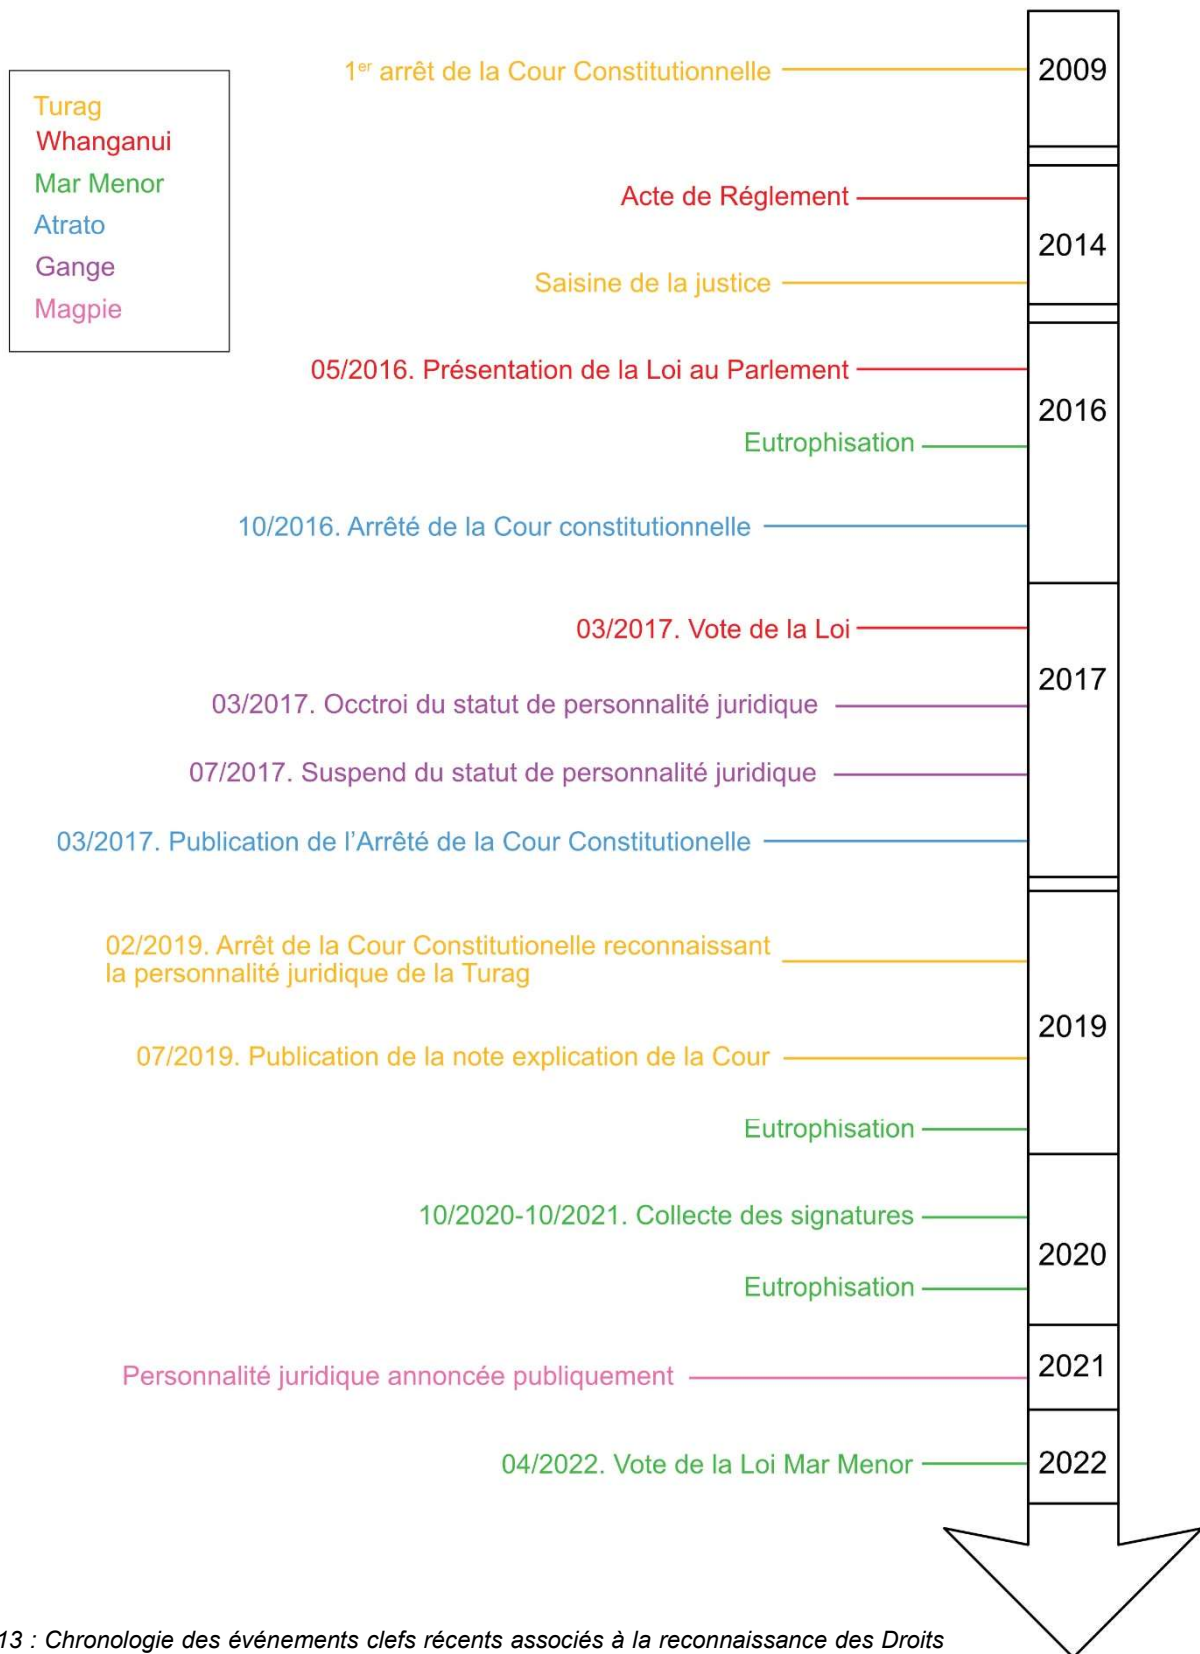 Turag
Whanganui
Mar Menor
Atrato
Gange
Magpie
1er arrêt de la Cour Constitutionnelle
2009
Acte de Réglement
2014
Saisine de la justice
05/2016. Présentation de la Loi au Parlement
2016
Eutrophisation
10/2016. Arrêté de la Cour constitutionnelle
03/2017. Vote de la Loi
2017
03/2017. Occtroi du statut de personnalité juridique
07/2017. Suspend du statut de personnalité juridique
03/2017. Publication de l'Arrêté de la Cour Constitutionelle
02/2019. Arrêt de la Cour Constitutionelle reconnaissant
la personnalité juridique de la Turag
2019
07/2019. Publication de la note explication de la Cour
Eutrophisation
10/2020-10/2021. Collecte des signatures
2020
Eutrophisation
Personnalité juridique annoncée publiquement
2021
04/2022. Vote de la Loi Mar Menor
2022
13 : Chronologie des événements clefs récents associés à la reconnaissance des Droits